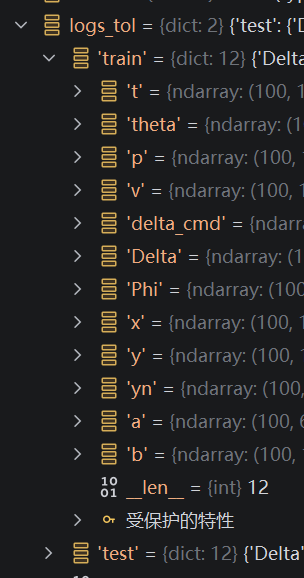 logs_tol = {dict: 2} {'test': {'D
'train' = {dict: 12} {'Delta
't' = {ndarray: (100, 1
'theta' = {ndarray: (100
'p' = {ndarray: (100, 1
'v' = {ndarray: (100, 1
'delta_cmd' = {ndarra
'Delta' = {ndarray: (1
'Phi' = {ndarray: (100
'x' = {ndarray: (100, 1
'y' = {ndarray: (100, 1
'yn' = {ndarray: (100,
'a' = {ndarray: (100, 6
'b' = {ndarray: (100, 1
10 01 __len__ = {int} 12
受保护的特性
'test' = {dict: 12} {'Delta'